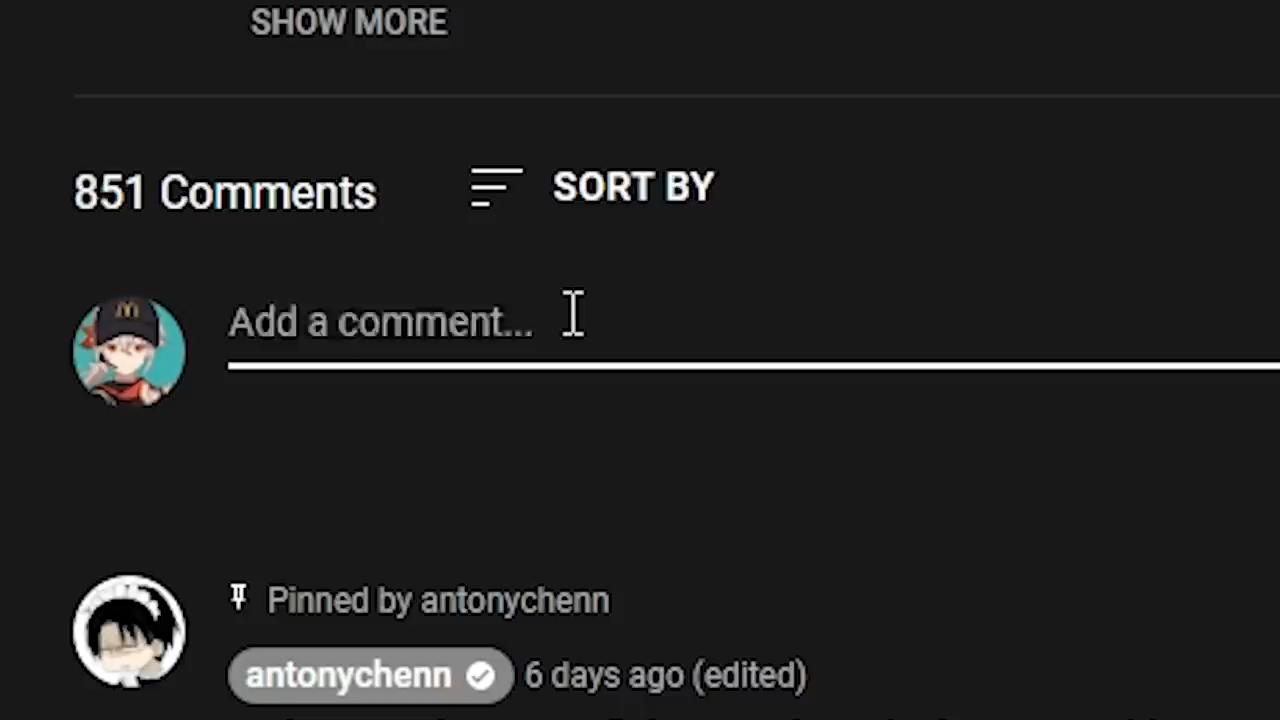 SHOW MORE
851 Comments SORT BY
Add a comment...
Pinned by antonychenn
antonychenn 6 days ago (edited)